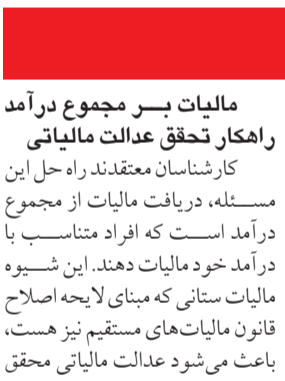 مالیات بر مجموع درآمد
راهکار تحقق عدالت مالیاتی
کارشناسان معتقدند راه حل این
مسئله، دریافت مالیات از مجموع
درآمد است که افراد متناسب با
درآمد خود مالیات دهند. این شیوه
مالیات ستانی که مبنای لایحه اصلاح
قانون مالیات‌های مستقیم نیز هست،
باعث می‌شود عدالت مالیاتی محقق